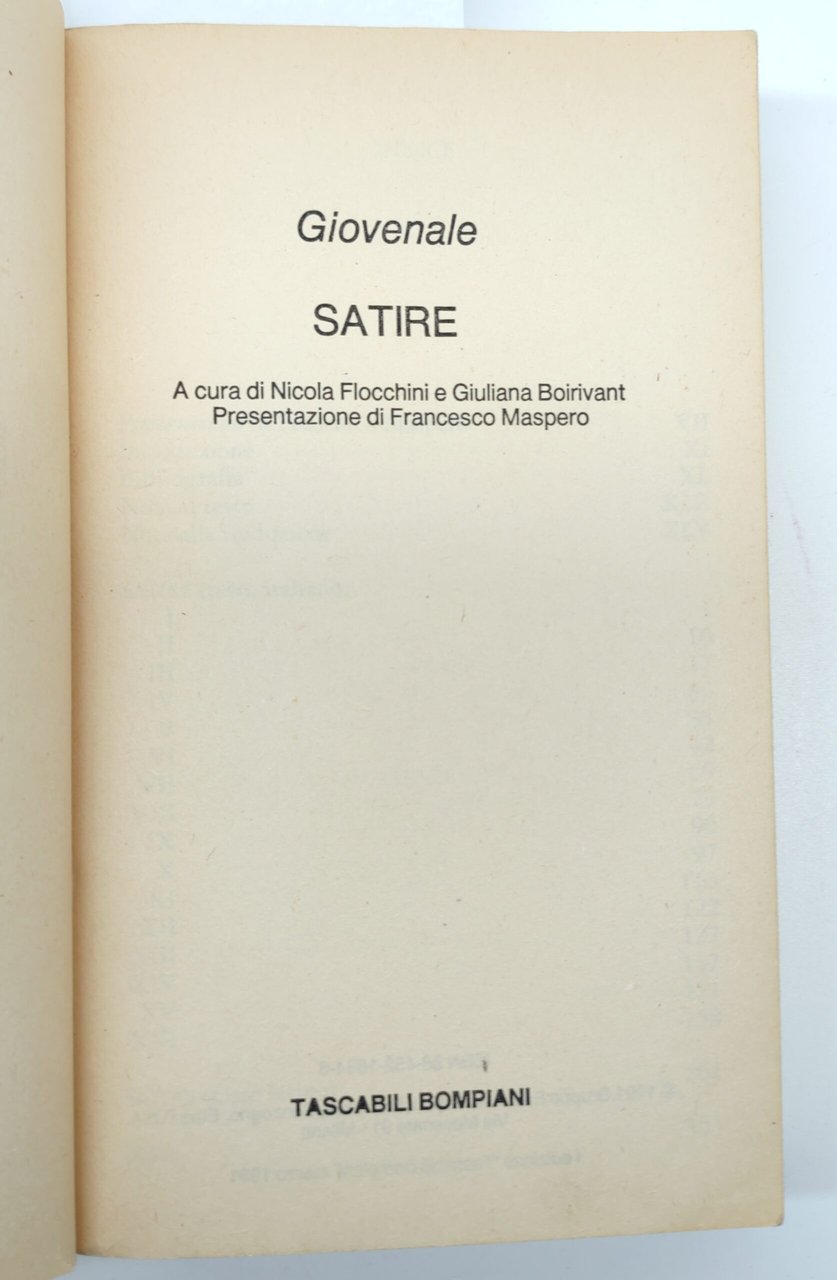 Giovenale
SATIRE
A cura di Nicola Flocchini e Giuliana Boirivant
Presentazione di Francesco Maspero
TASCABILI BOMPIANI